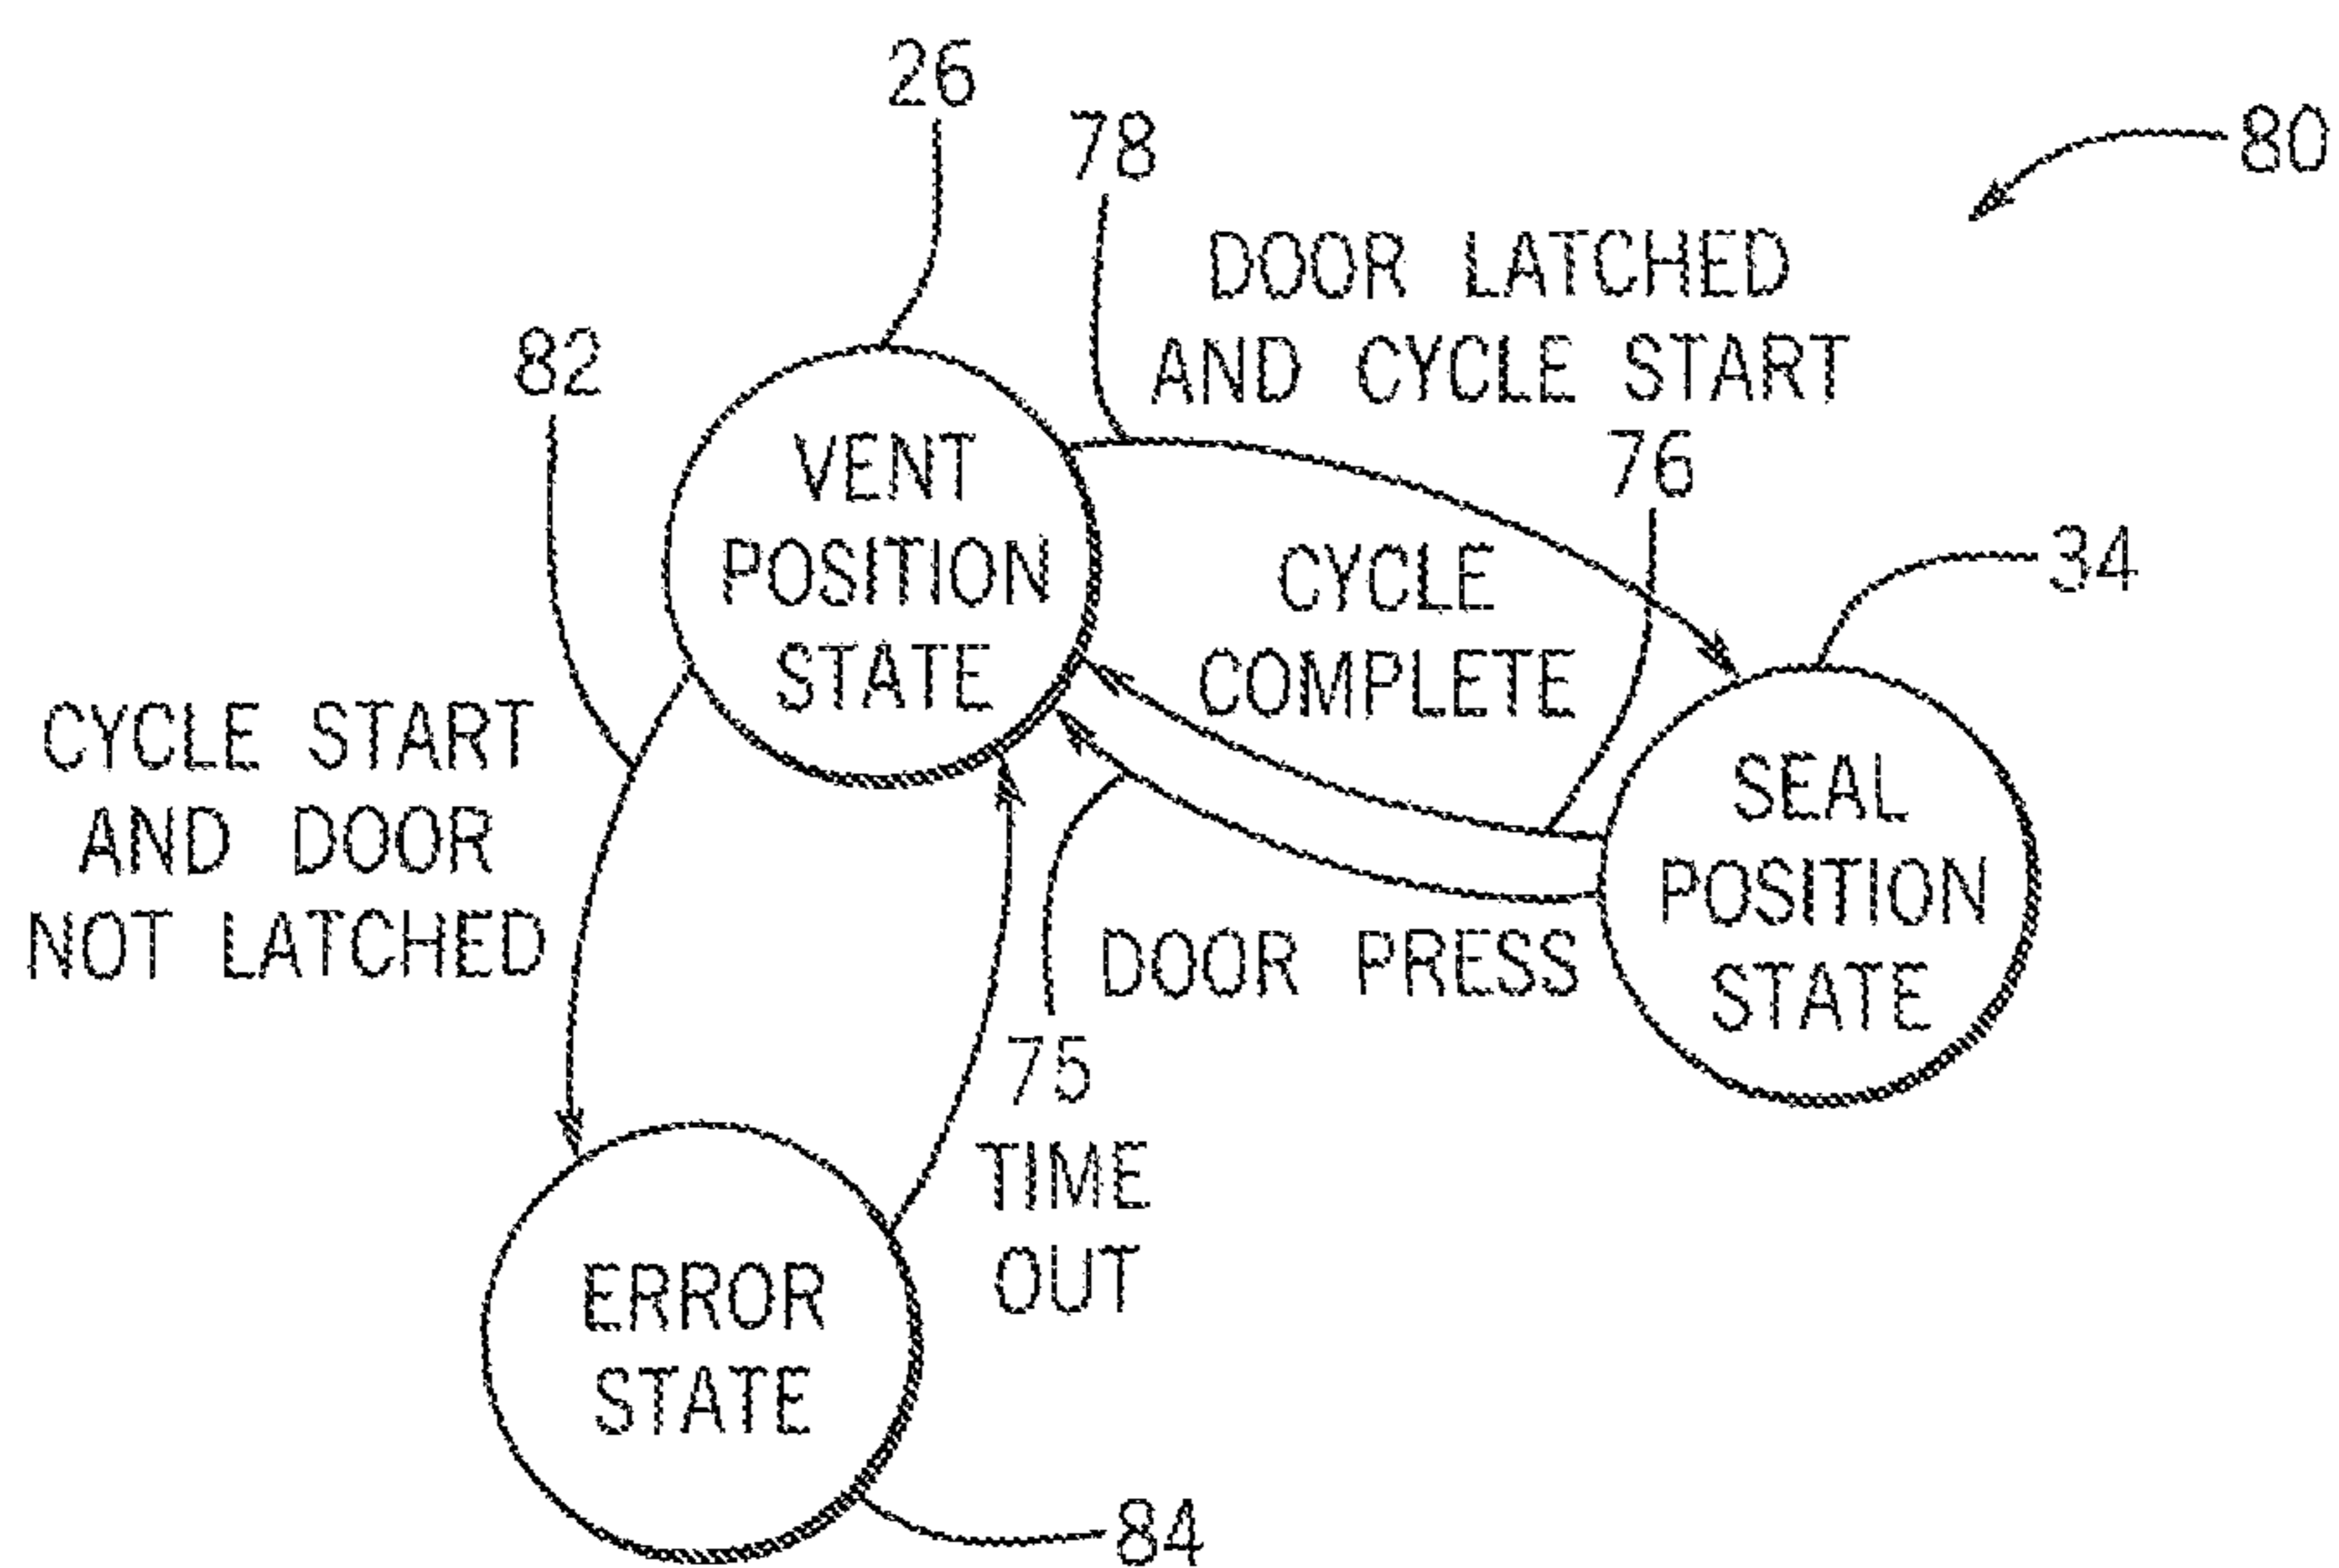 26
78
80
DOOR LATCHED
AND CYCLE START
82
76
VENT
POSITION
STATE
CYCLE
COMPLETE
34
CYCLE START
AND DOOR
NOT LATCHED
SEAL
POSITION
STATE
DOOR PRESS
75
TIME
OUT
ERROR
STATE
84